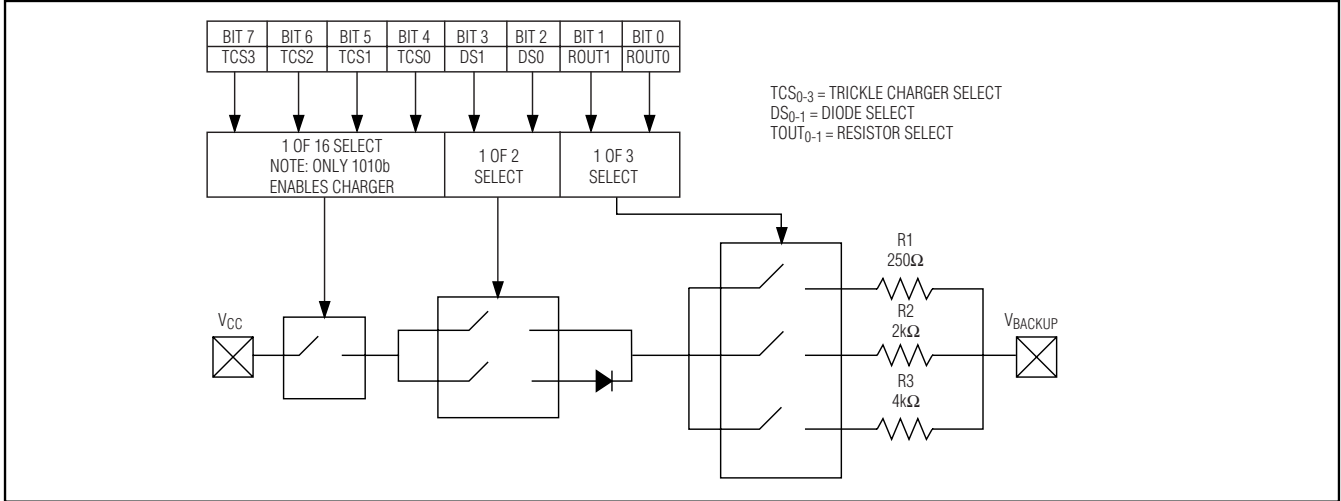 BIT 7 BIT 6 BIT 5 BIT 4 BIT 3 BIT 2 BIT 1 BIT 0
TCS3 TCS2 TCS1 TCS0 DS1 DS0 ROUT1 ROUT0
TCS0-3 = TRICKLE CHARGER SELECT
DS0-1 = DIODE SELECT
TOUT0-1 = RESISTOR SELECT
1 OF 16 SELECT
NOTE: ONLY 1010b
ENABLES CHARGER
1 OF 2
SELECT
1 OF 3
SELECT
R1
250Ω
VCC
R2
2kΩ
VBACKUP
R3
4kΩ